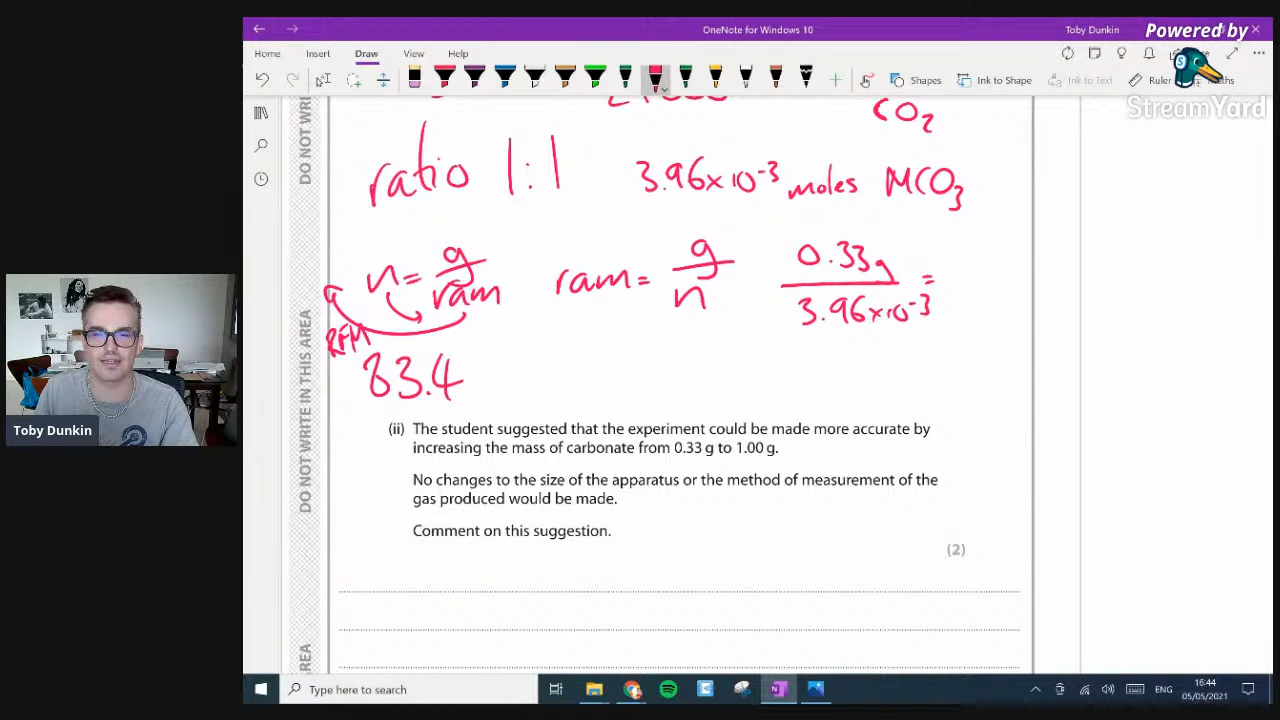 OneNote for Windows 10
Toby Dunkin
Powered by
Home Insert Draw View Help
Shapes Ink to Shape Ink to Text Ruler Maths
StreamYard
DO NOT WRI
CO2
ratio 1:1 3.96x10-3 moles MCO3
n= g/ram ram= g/n 0.33g/3.96x10-3 =
RFM
83.4
DO NOT WRITE IN THIS AREA
(ii) The student suggested that the experiment could be made more accurate by
increasing the mass of carbonate from 0.33 g to 1.00 g.
No changes to the size of the apparatus or the method of measurement of the
gas produced would be made.
Comment on this suggestion.
(2)
AREA
Toby Dunkin
Type here to search
ENG
16:44
05/05/2021